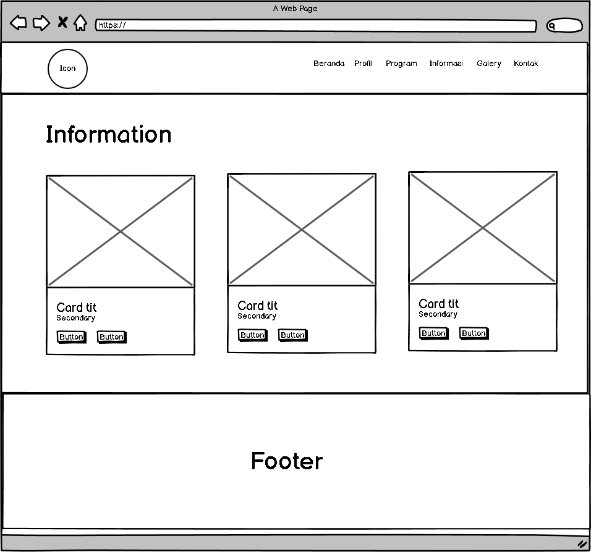 A Web Page
https://
Icon
Beranda Profil Program Informasi Galery Kontak
Information
Card tit
Secondary
Button Button
Card tit
Secondary
Button Button
Card tit
Secondary
Button Button
Footer